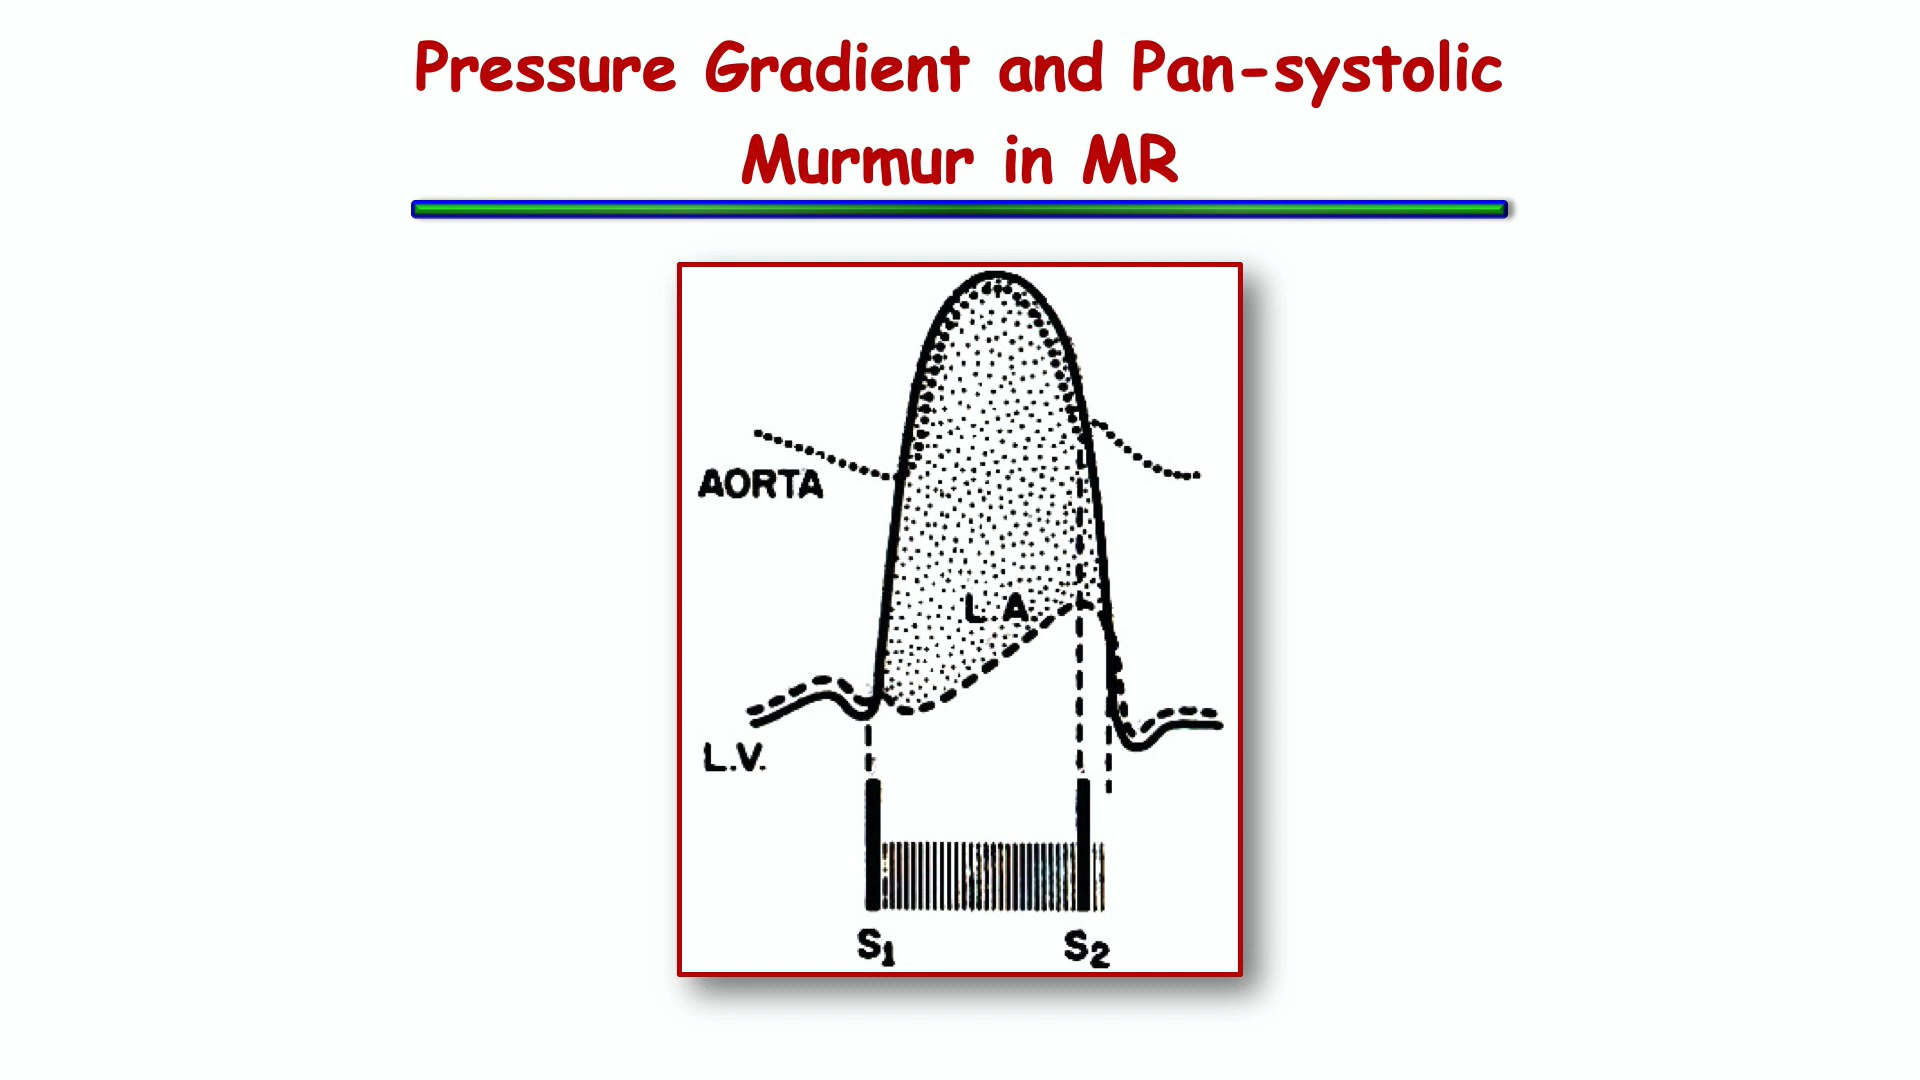 Pressure Gradient and Pan-systolic
Murmur in MR
AORTA
L A
L.V.
S1
S2